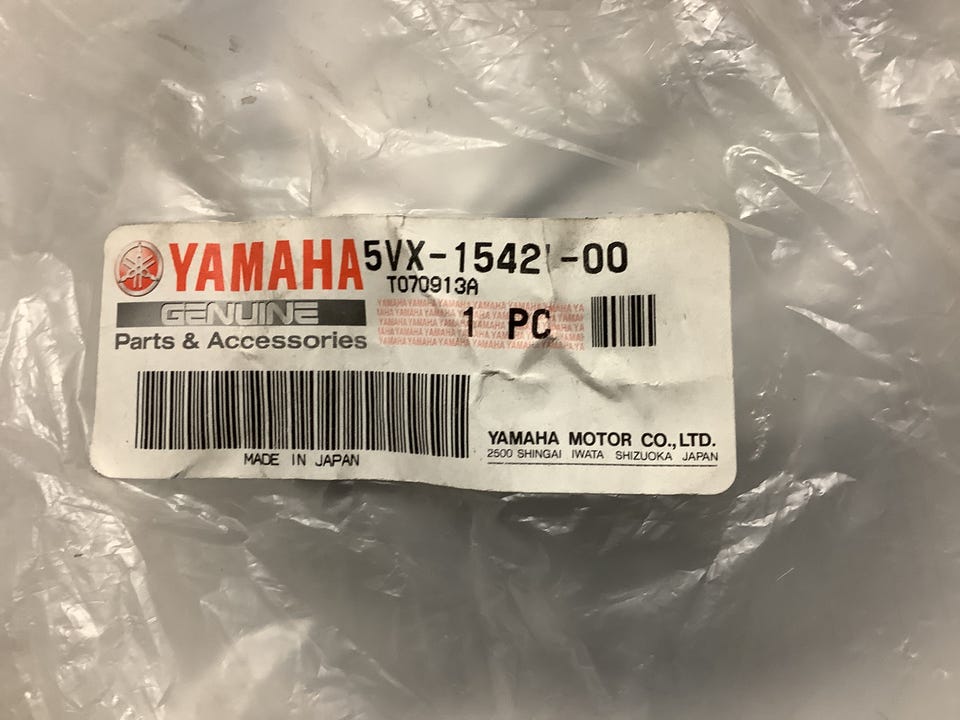 YAMAHA
GENUINE
Parts & Accessories
T070913A
1 PC
MADE IN JAPAN
YAMAHA MOTOR CO.,LTD.
2500 SHINGAI IWATA SHIZUOKA JAPAN